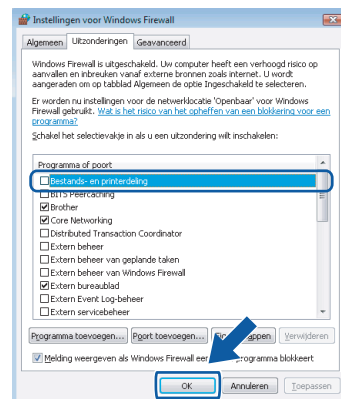 Instellingen voor Windows Firewall
Algemeen Uitzonderingen Geavanceerd
Windows Firewall is uitgeschakeld. Uw computer heeft een verhoogd risico op
aanvallen en inbreuken vanaf externe bronnen zoals internet. U wordt
aangeraden om op tabblad Algemeen de optie Ingeschakeld te selecteren.
Er worden nu instellingen voor de netwerklocatie 'Openbaar' voor Windows
Firewall gebruikt. Wat is het risico van het opheffen van een blokkering voor een
programma?
Schakel het selectievakje in als u een uitzondering wilt inschakelen:
Programma of poort
Bestands- en printerdeling
BITS Peercaching
Brother
Core Networking
Distributed Transaction Coordinator
Extern beheer
Extern beheer van geplande taken
Extern beheer van Windows Firewall
Extern bureaublad
Extern Event Log-beheer
Extern servicebeheer
Programma toevoegen... Poort toevoegen... Verwijderen
Melding weergeven als Windows Firewall programma blokkeert
OK Annuleren Toepassen